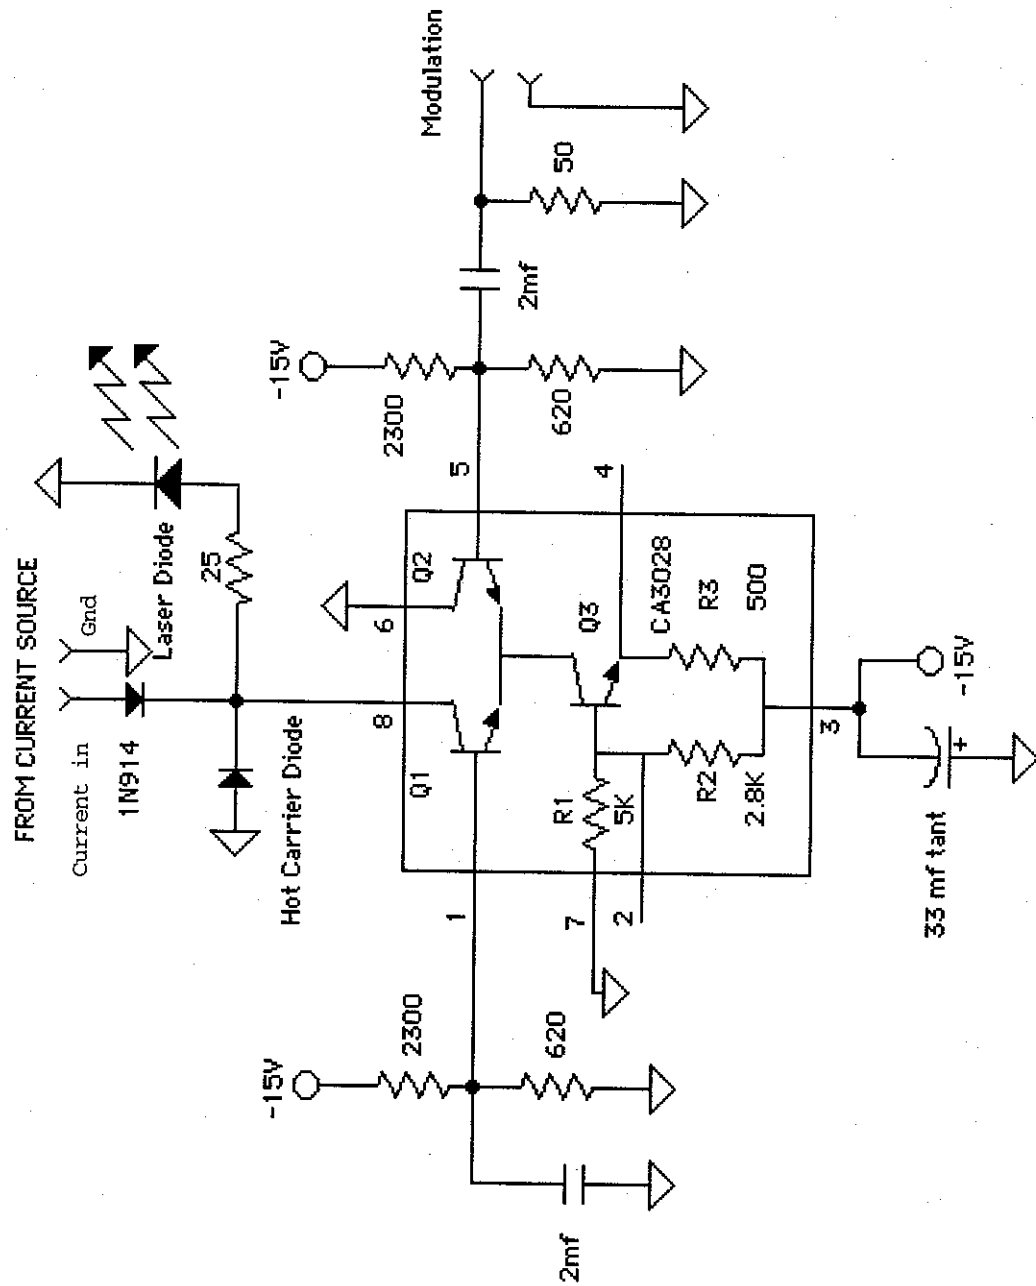 FROM CURRENT SOURCE
Current in
Gnd
1N914
Laser Diode
25
Hot Carrier Diode
-15V
2300
620
2mf
1
8
6
5
Q1
Q2
-15V
2300
620
2mf
50
Modulation
Q3
R1
5K
7
2
R2
2.8K
CA3028
R3
500
4
3
-15V
33 mf tant
+